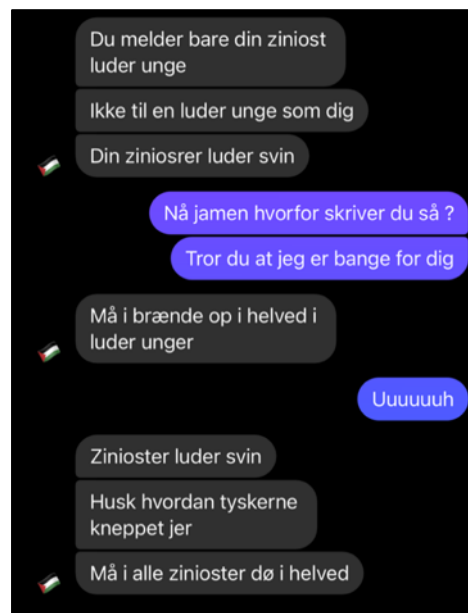 Du melder bare din ziniost
luder unge
Ikke til en luder unge som dig
Din ziniosrer luder svin
Nå jamen hvorfor skriver du så ?
Tror du at jeg er bange for dig
Må i brænde op i helved i
luder unger
Uuuuuuh
Zinioster luder svin
Husk hvordan tyskerne
kneppet jer
Må i alle zinioster dø i helved